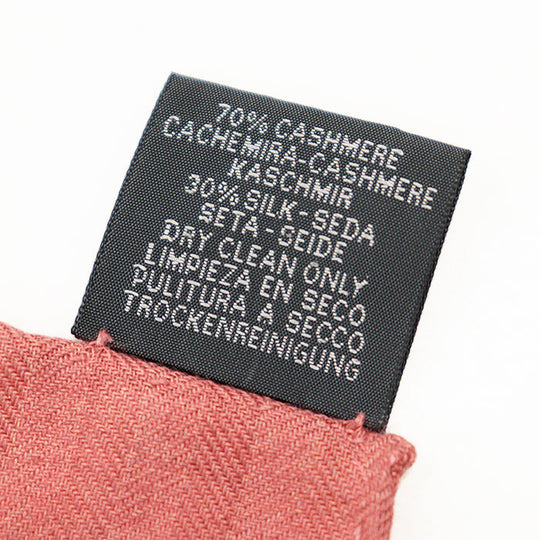 70% CASHMERE
CACHEMIRA-CASHMERE
KASCHMIR
30% SILK-SEDA
SETA-SEIDE
DRY CLEAN ONLY
LIMPIEZA EN SECO
PULITURA A SECCO
TROCKENREINIGUNG